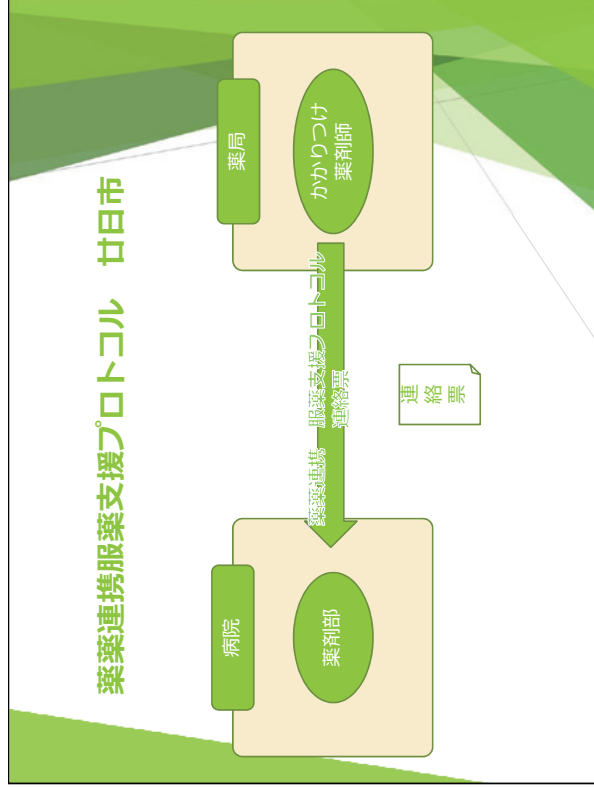 薬薬連携服薬支援プロトコル　廿日市
病院
薬剤部
薬薬連携　服薬支援プロトコル
連絡票
薬局
かかりつけ
薬剤師
連
絡
票